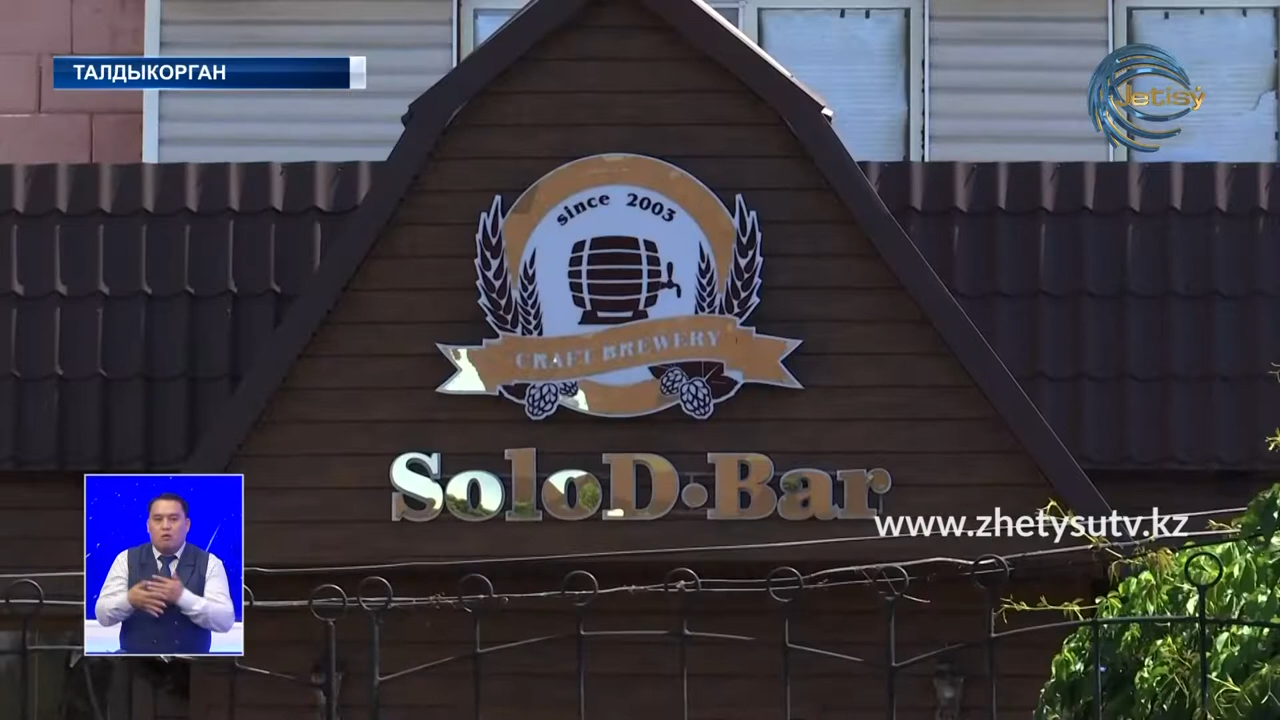 ТАЛДЫКОРГАН
Jetisý
since 2003
CRAFT BREWERY
SoloD·Bar
www.zhetysutv.kz